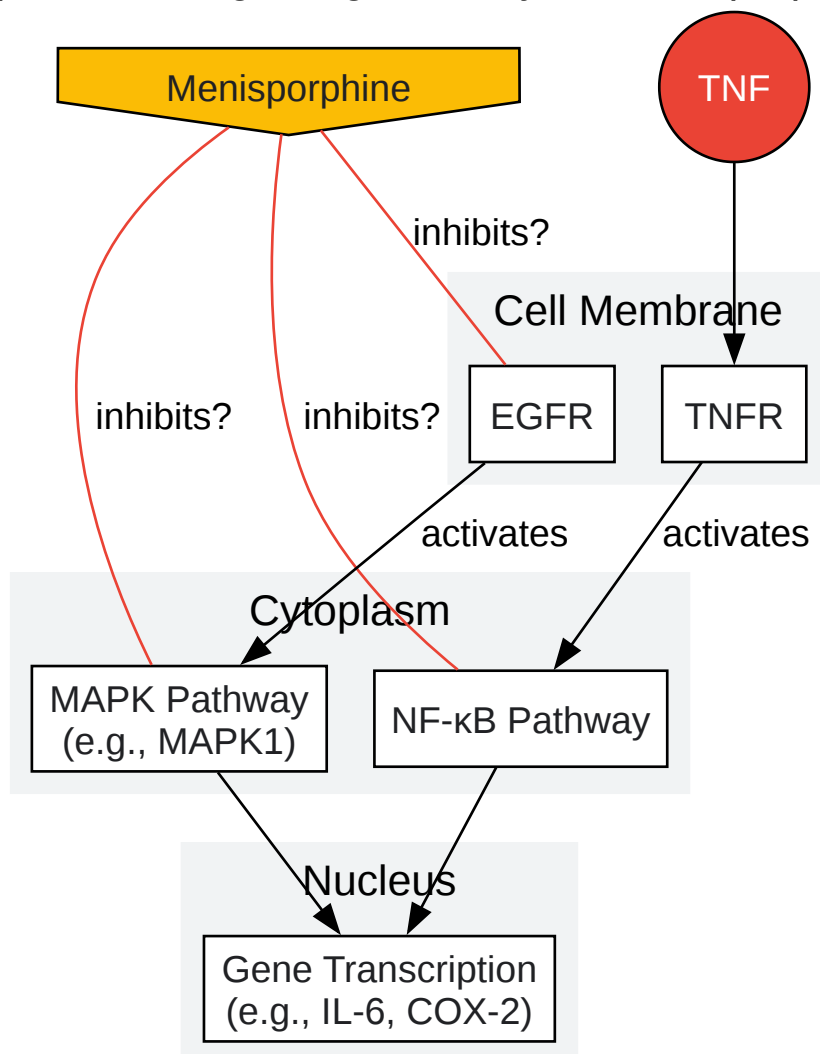 Menisporphine
TNF
inhibits?
Cell Membrane
inhibits?
inhibits?
EGFR
TNFR
activates
activates
Cytoplasm
MAPK Pathway
(e.g., MAPK1)
NF-κB Pathway
Nucleus
Gene Transcription
(e.g., IL-6, COX-2)